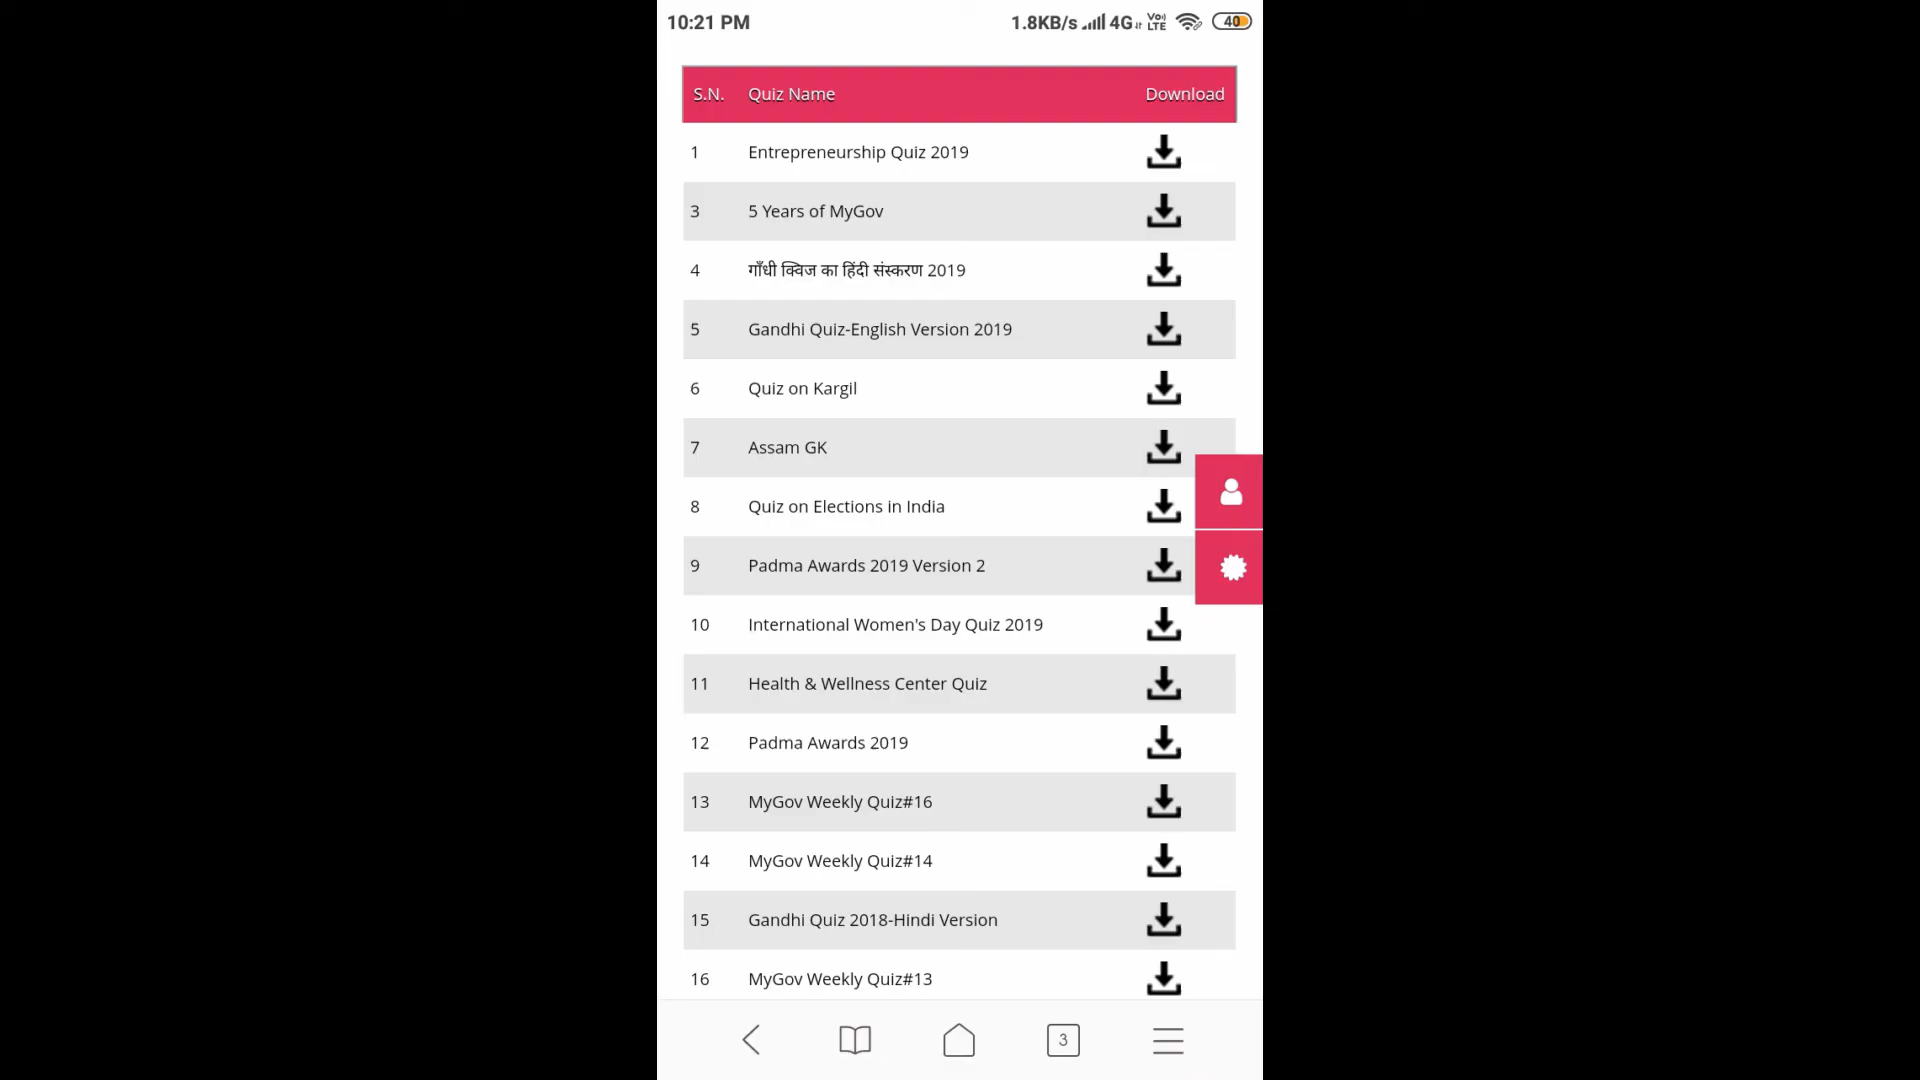 10:21 PM 1.8KB/s 4G Vo) LTE 40
S.N. Quiz Name Download
1 Entrepreneurship Quiz 2019
3 5 Years of MyGov
4 गाँधी क्विज का हिंदी संस्करण 2019
5 Gandhi Quiz-English Version 2019
6 Quiz on Kargil
7 Assam GK
8 Quiz on Elections in India
9 Padma Awards 2019 Version 2
10 International Women's Day Quiz 2019
11 Health & Wellness Center Quiz
12 Padma Awards 2019
13 MyGov Weekly Quiz#16
14 MyGov Weekly Quiz#14
15 Gandhi Quiz 2018-Hindi Version
16 MyGov Weekly Quiz#13
3